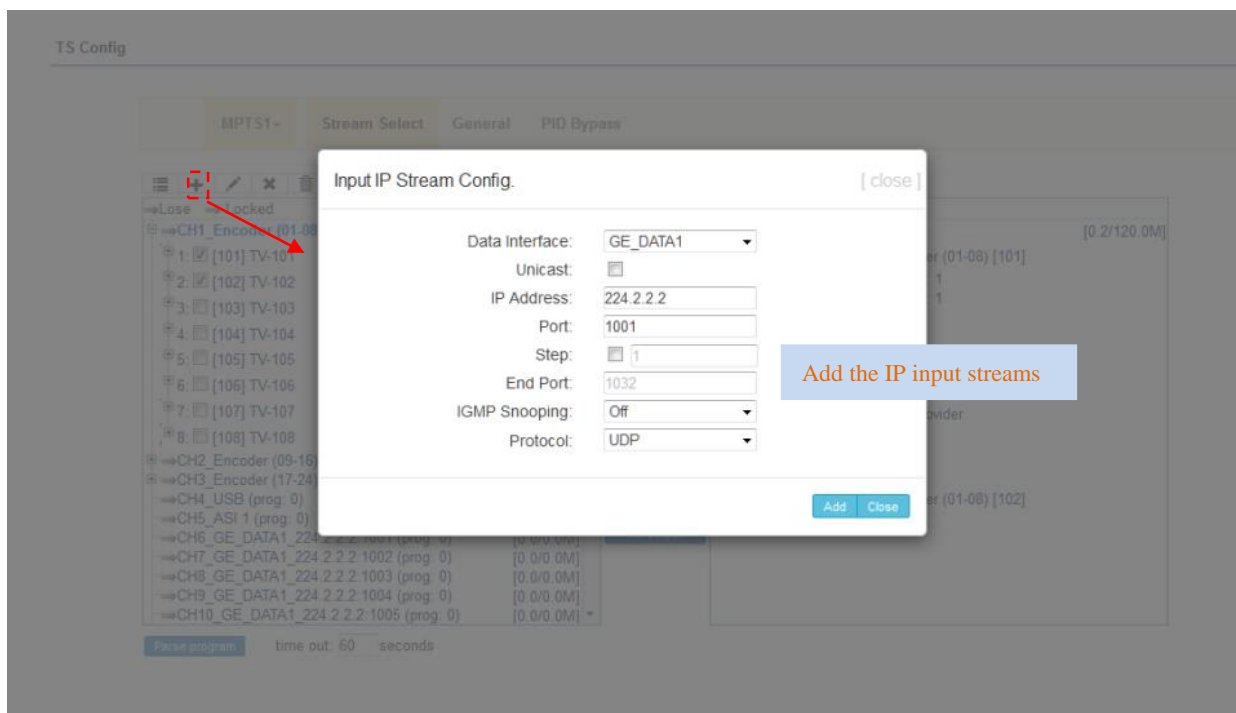 TS Config
MPTS1
Stream Select
General
PID Bypass
Input IP Stream Config.
[ close ]
Lose
Locked
CH1_Encoder (01-08
[0.2/120.0M]
1: [101] TV-101
2: [102] TV-102
3: [103] TV-103
4: [104] TV-104
5: [105] TV-105
6: [106] TV-106
7: [107] TV-107
8: [108] TV-108
CH2_Encoder (09-16)
CH3_Encoder (17-24)
CH4_USB (prog: 0)
CH5_ASI 1 (prog: 0)
CH6_GE_DATA1_224.2.2.2:1001 (prog: 0) [0.0/0.0M]
CH7_GE_DATA1_224.2.2.2:1002 (prog: 0) [0.0/0.0M]
CH8_GE_DATA1_224.2.2.2:1003 (prog: 0) [0.0/0.0M]
CH9_GE_DATA1_224.2.2.2:1004 (prog: 0) [0.0/0.0M]
CH10_GE_DATA1_224.2.2.2:1005 (prog: 0) [0.0/0.0M]
Data Interface: GE_DATA1
Unicast:
IP Address: 224.2.2.2
Port: 1001
Step: 1
End Port: 1032
IGMP Snooping: Off
Protocol: UDP
Add Close
Add the IP input streams
er (01-08) [101]
1
1
ovider
er (01-08) [102]
Parse program time out: 60 seconds